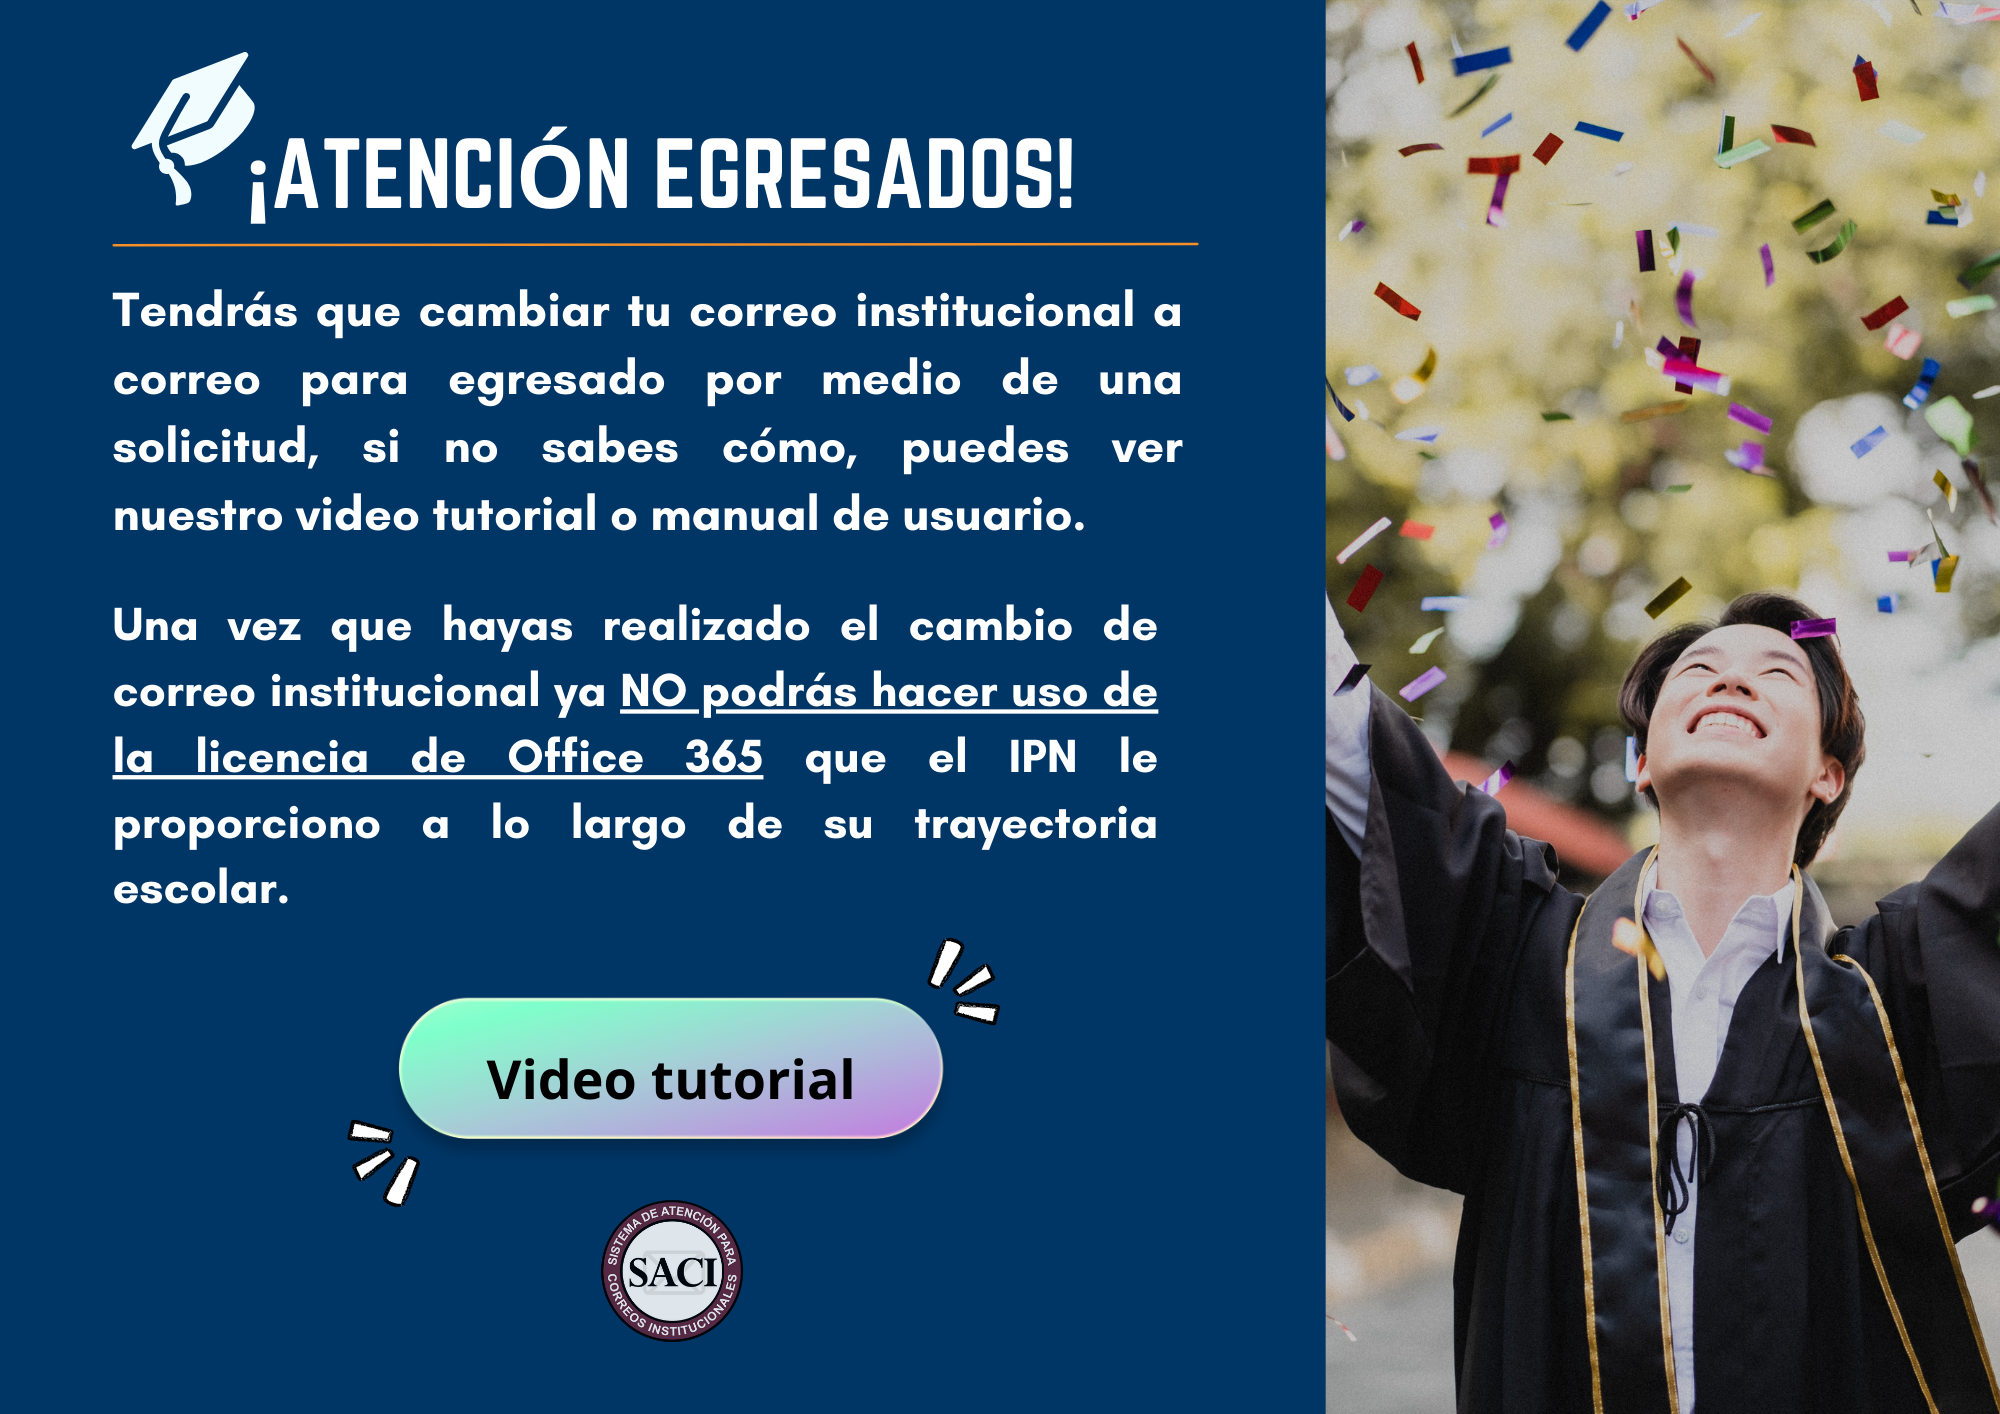 ¡ATENCIÓN EGRESADOS!
Tendrás que cambiar tu correo institucional a
correo para egresado por medio de una
solicitud, si no sabes cómo, puedes ver
nuestro video tutorial o manual de usuario.
Una vez que hayas realizado el cambio de
correo institucional ya NO podrás hacer uso de
la licencia de Office 365 que el IPN le
proporciono a lo largo de su trayectoria
escolar.
Video tutorial
SISTEMA DE ATENCIÓN PARA
SACI
CORREOS INSTITUCIONALES